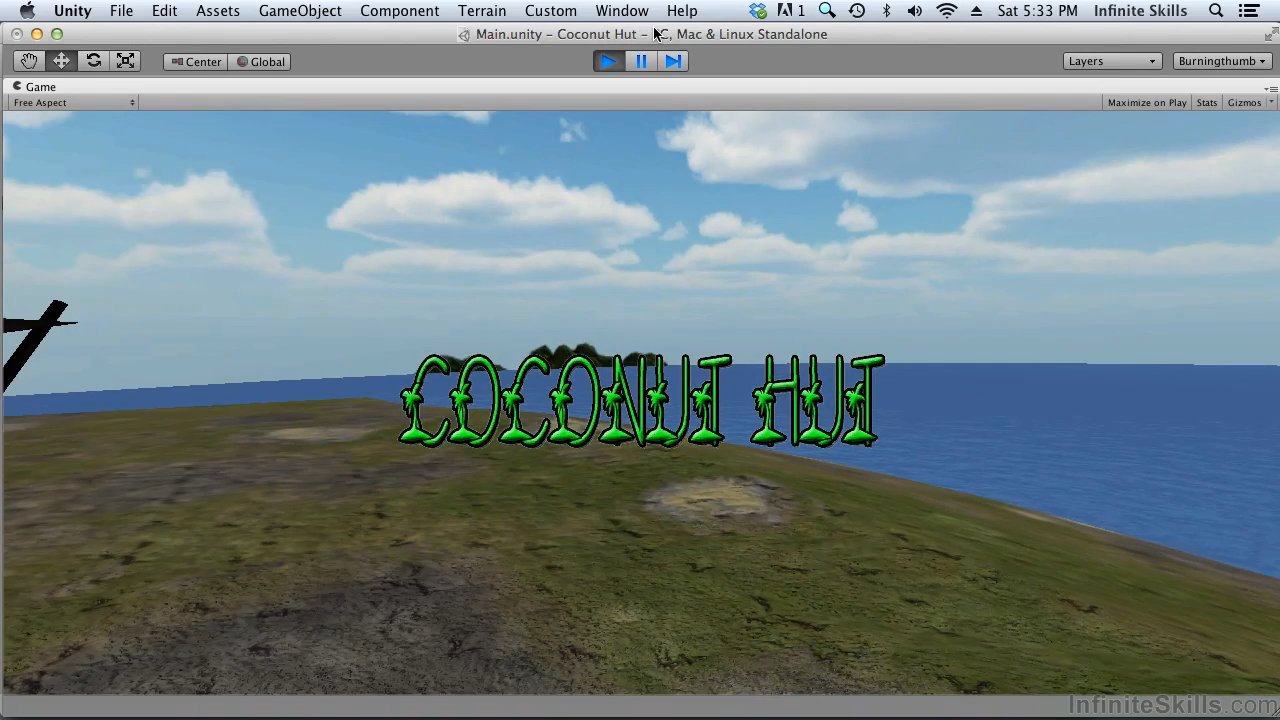 Unity File Edit Assets GameObject Component Terrain Custom Window Help 1 Sat 5:33 PM Infinite Skills
Main.unity – Coconut Hut – PC, Mac & Linux Standalone
Center Global Layers Burningthumb
Game
Free Aspect Maximize on Play Stats Gizmos
COCONUT HUT
InfiniteSkills.com